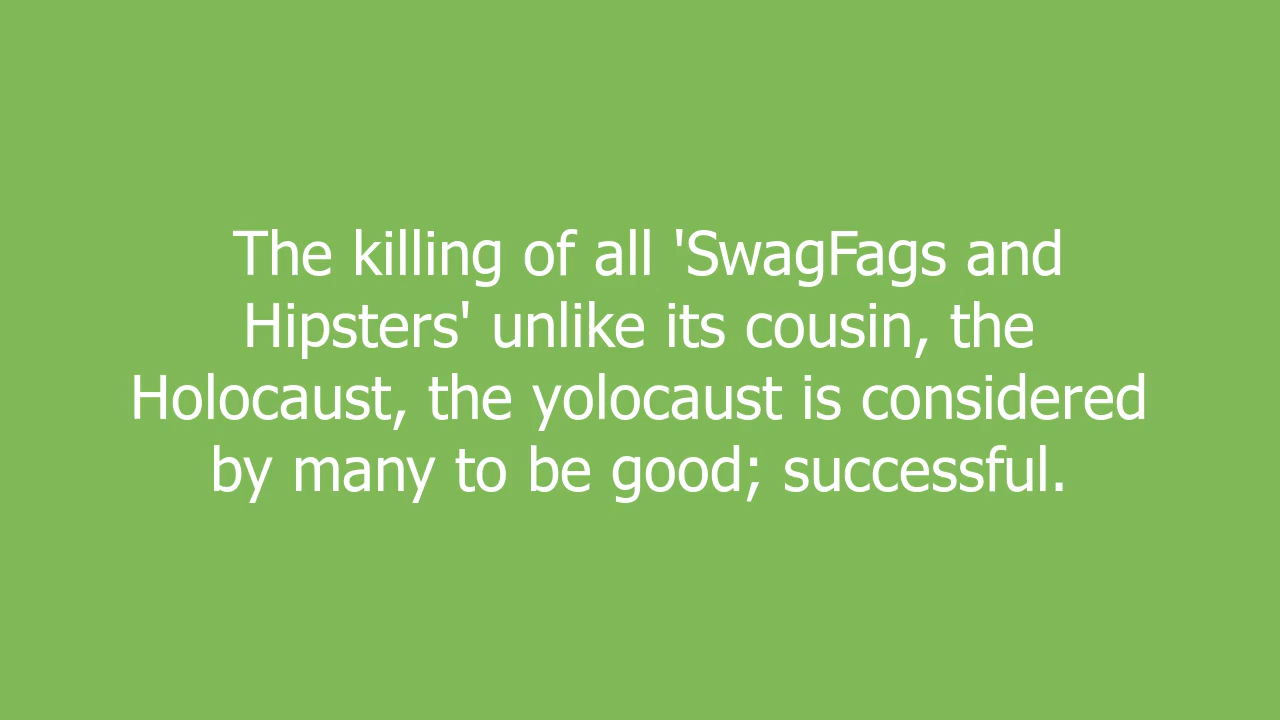 The killing of all 'SwagFags and
Hipsters' unlike its cousin, the
Holocaust, the yolocaust is considered
by many to be good; successful.